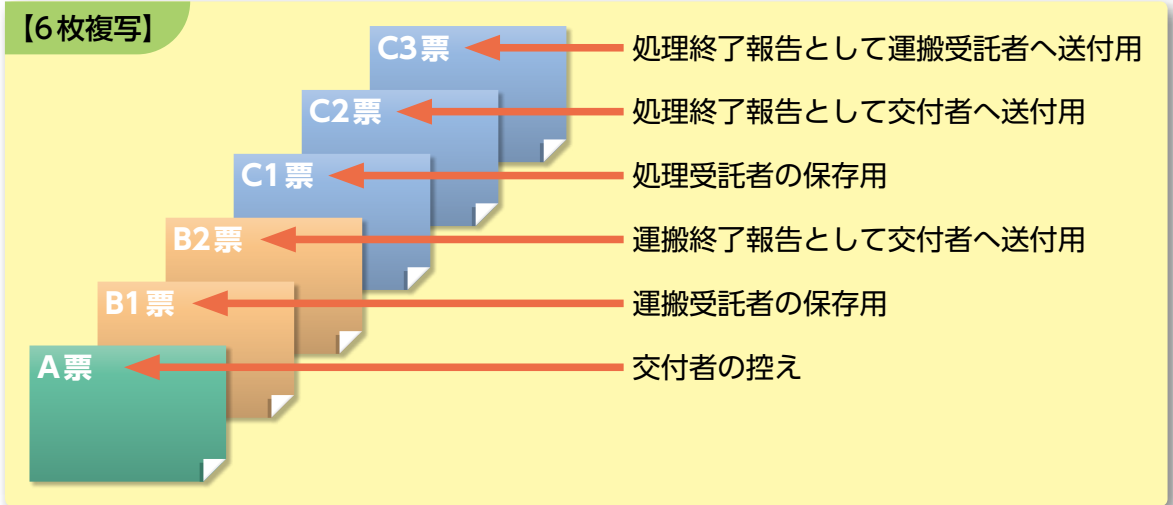 【6枚複写】
C3票 処理終了報告として運搬受託者へ送付用
C2票 処理終了報告として交付者へ送付用
C1票 処理受託者の保存用
B2票 運搬終了報告として交付者へ送付用
B1票 運搬受託者の保存用
A票 交付者の控え